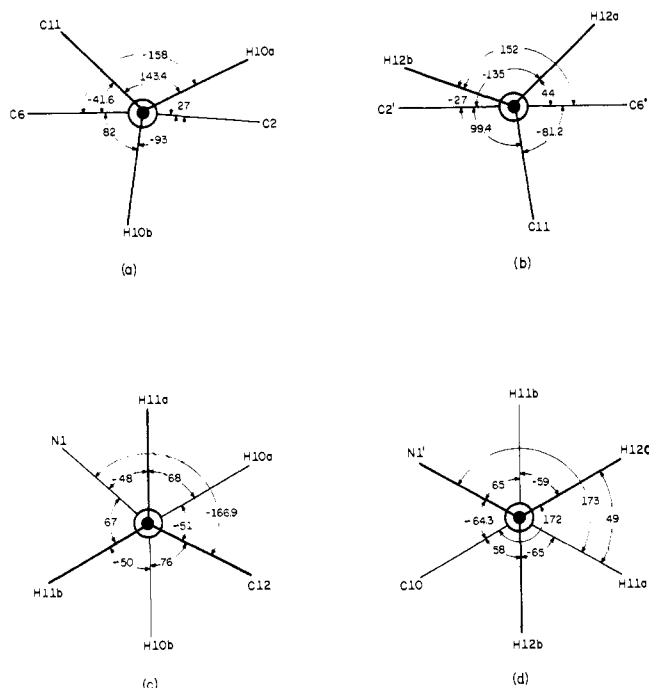 C11
-158
H10a
143.4
-41.6
27
C6
C2
82
-93
H10b
(a)
H12a
152
H12b
-135
-27
44
C2'
C6'
99.4
-81.2
C11
(b)
H11a
N1
H10a
-48
68
-166.9
67
-51
-50
76
H11b
C12
H10b
(c)
H11b
N1'
H12a
65
-59
173
-64.3
172
49
58
-65
C10
H11a
H12b
(d)